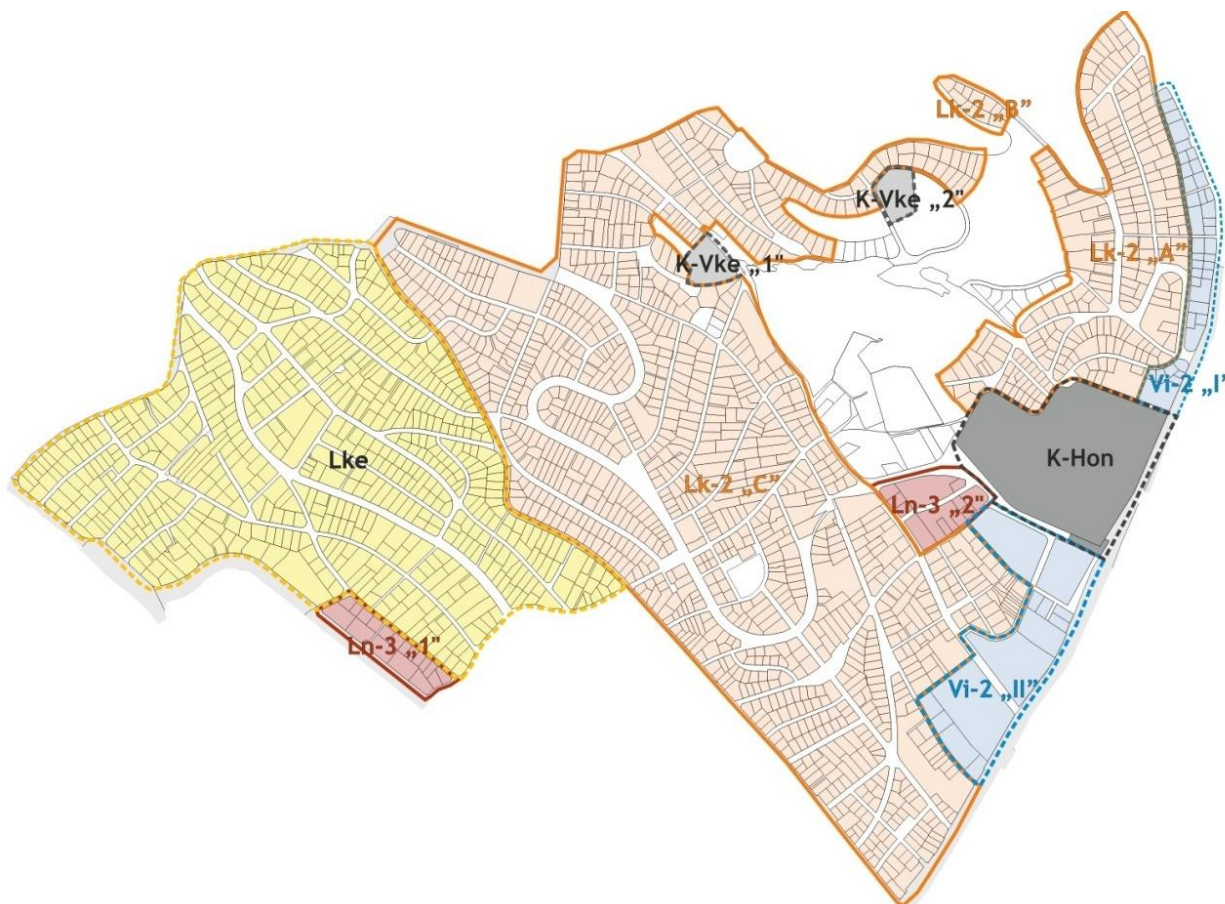 Lk-2 „B”
K-Vke „2"
Lk-2 „A”
K-Vke „1"
Vi-2 „I”
Lke
K-Hon
Lk-2 „C”
Ln-3 „2"
Ln-3 „1"
Vi-2 „II”